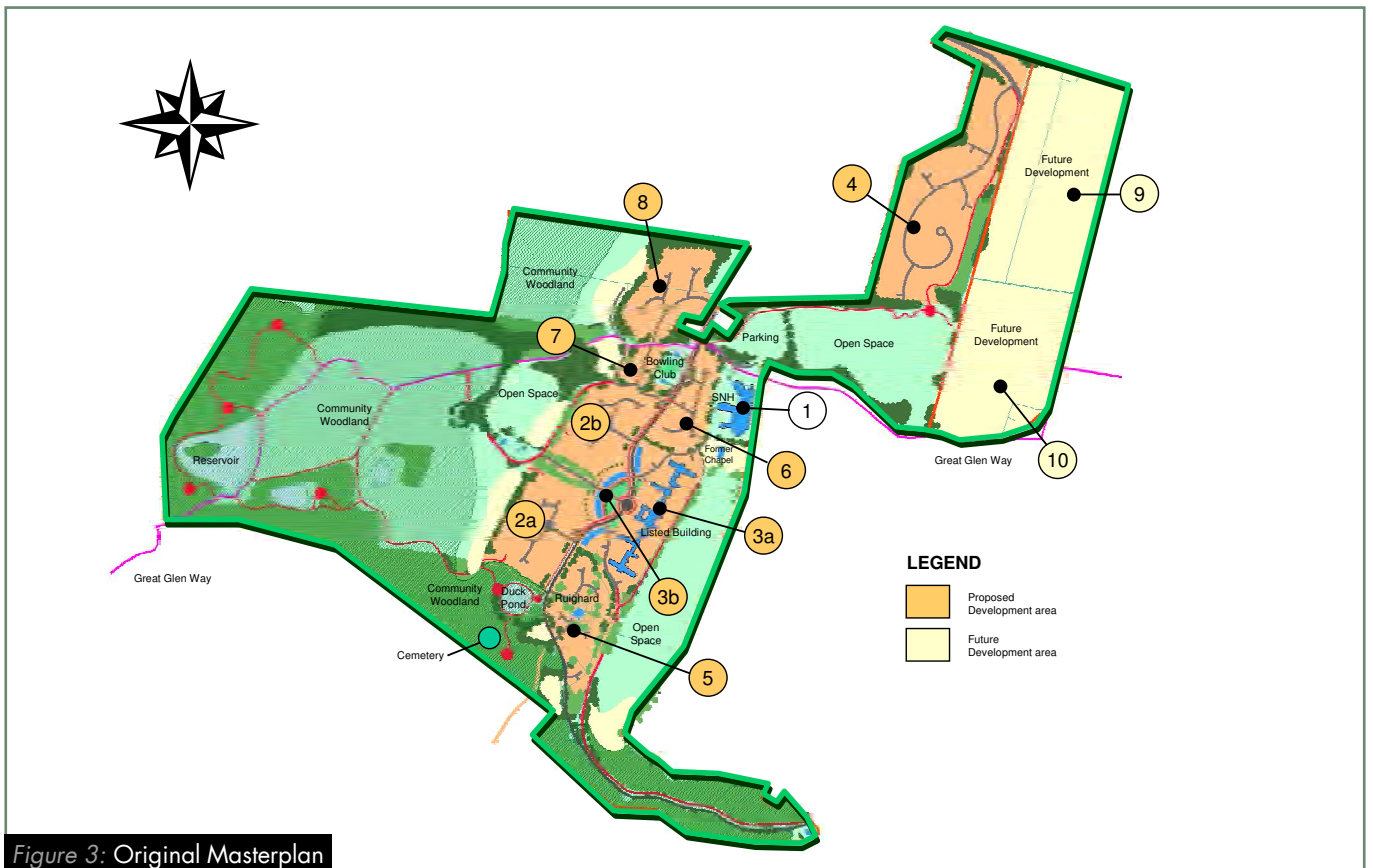 Future
Development
4
9
8
Community
Woodland
7
Bowling
Club
Parking
Open Space
Future
Development
Open Space
SNH
1
Community
Woodland
2b
Former
Chapel
6
Great Glen Way
10
Reservoir
2a
Listed Building
3a
LEGEND
Proposed
Development area
Future
Development area
Great Glen Way
Community
Woodland
Duck
Pond
Ruighard
3b
Open
Space
Cemetery
5
Figure 3: Original Masterplan